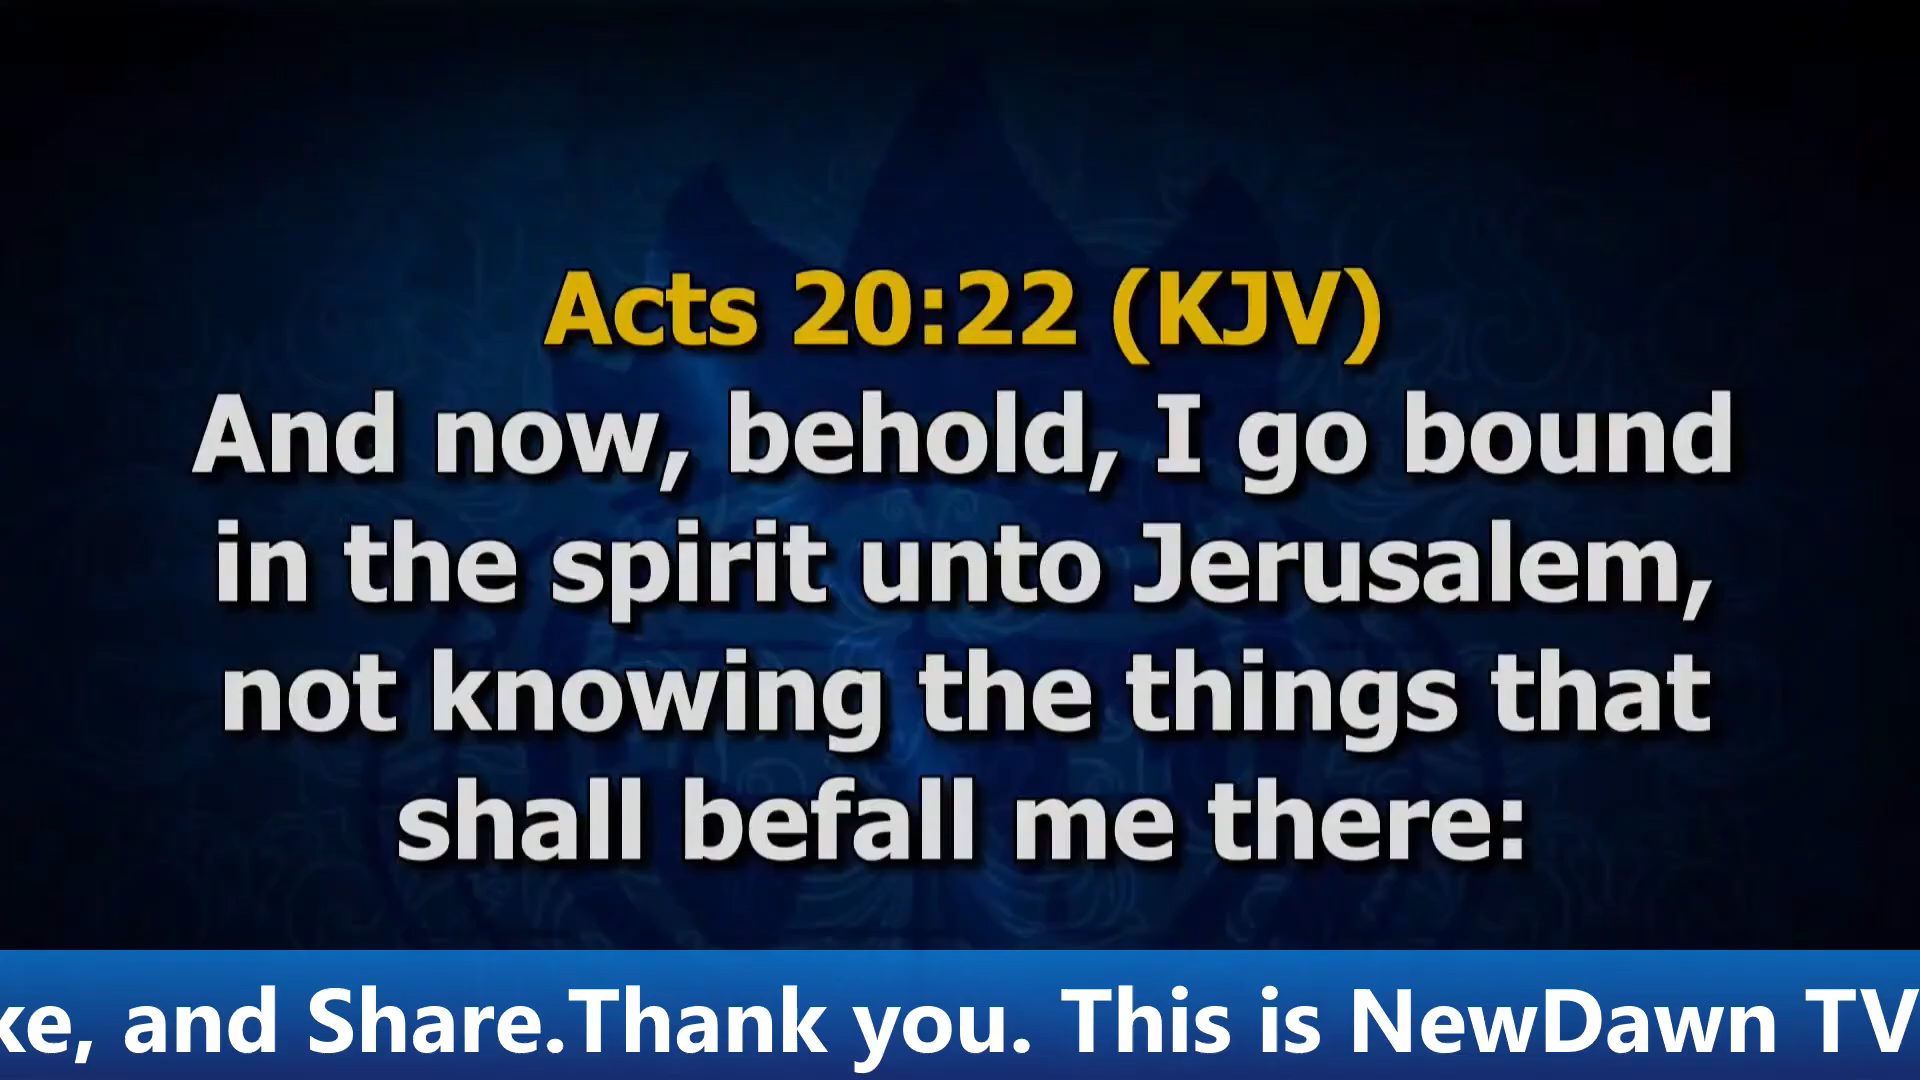 Acts 20:22 (KJV)
And now, behold, I go bound
in the spirit unto Jerusalem,
not knowing the things that
shall befall me there:
ke, and Share.Thank you. This is NewDawn TV